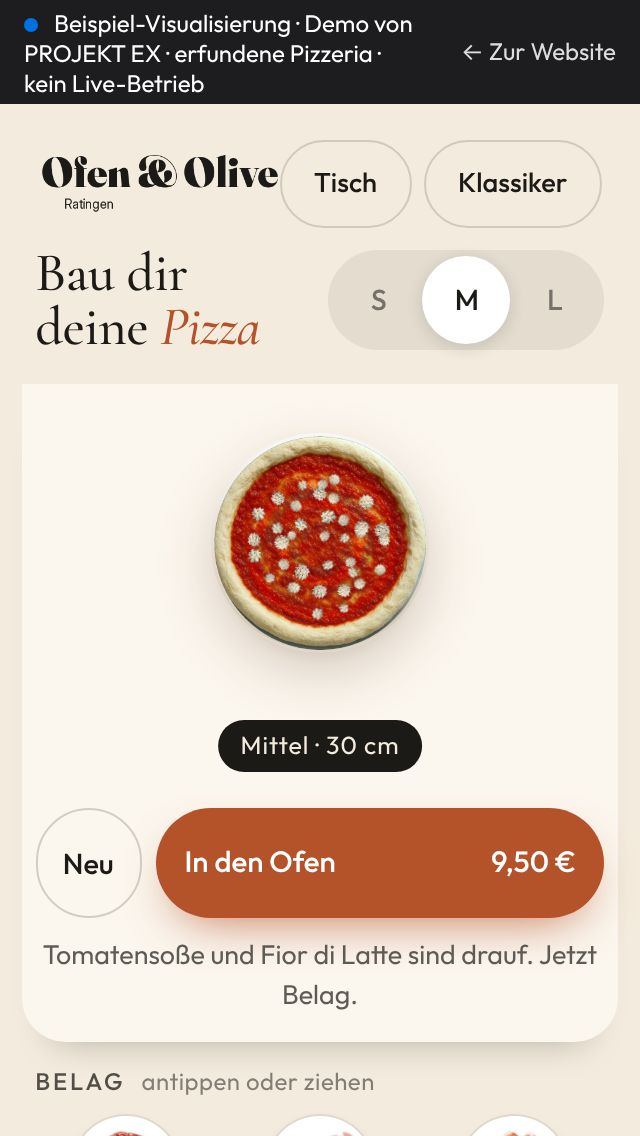 Beispiel-Visualisierung · Demo von
PROJEKT EX · erfundene Pizzeria ·
kein Live-Betrieb
← Zur Website
Ofen & Olive
Ratingen
Tisch
Klassiker
Bau dir
deine Pizza
S
M
L
Mittel · 30 cm
Neu
In den Ofen
9,50 €
Tomatensoße und Fior di Latte sind drauf. Jetzt
Belag.
BELAG antippen oder ziehen